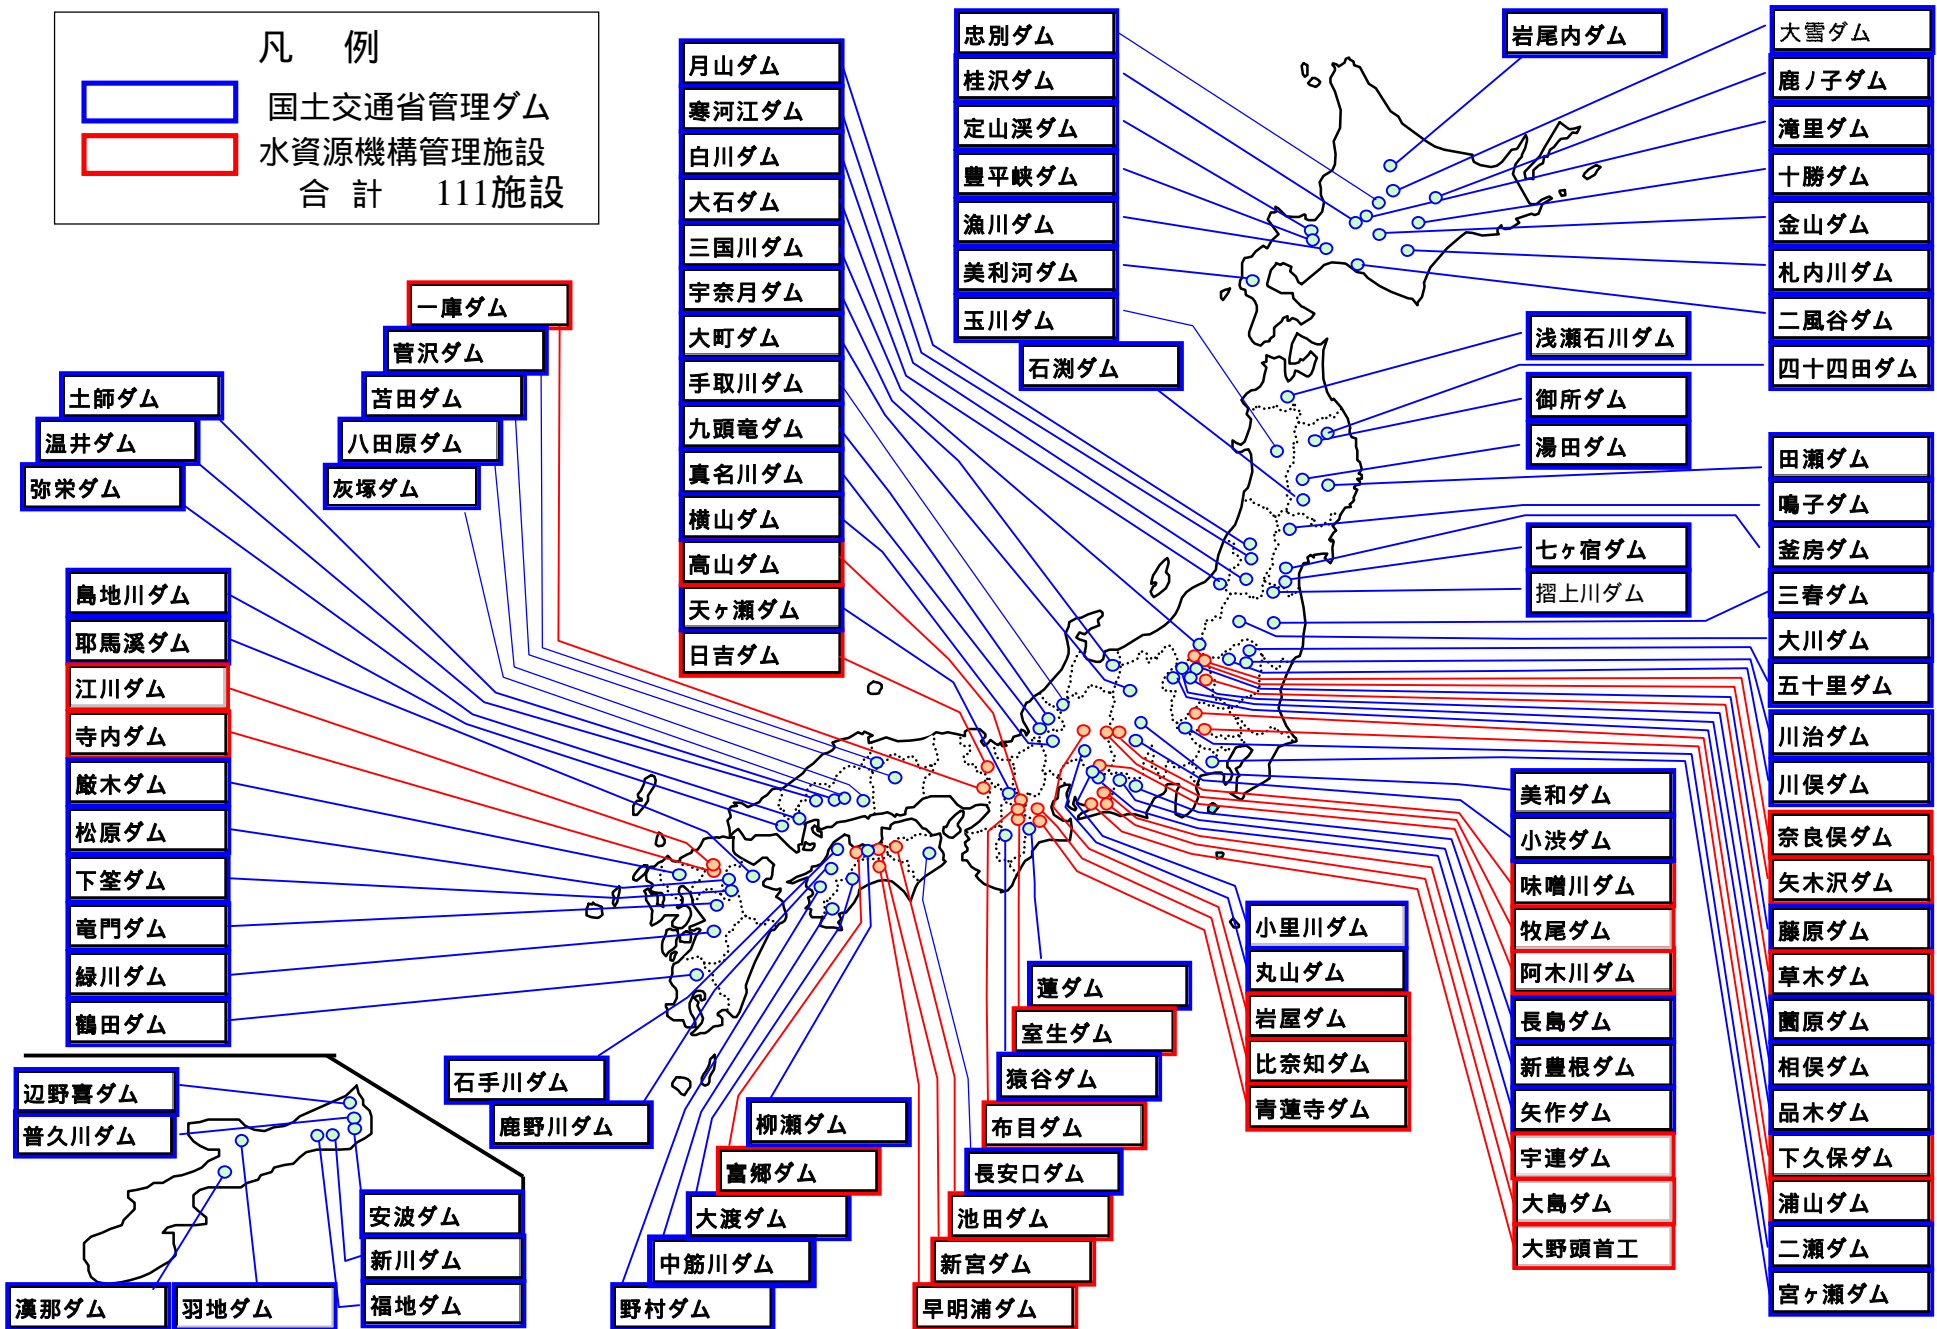 凡 例
国土交通省管理ダム
水資源機構管理施設
合 計 111施設
月山ダム
寒河江ダム
白川ダム
大石ダム
三国川ダム
宇奈月ダム
大町ダム
手取川ダム
九頭竜ダム
真名川ダム
横山ダム
高山ダム
天ヶ瀬ダム
日吉ダム
忠別ダム
桂沢ダム
定山渓ダム
豊平峡ダム
漁川ダム
美利河ダム
玉川ダム
石渕ダム
岩尾内ダム
大雪ダム
鹿ノ子ダム
滝里ダム
十勝ダム
金山ダム
札内川ダム
二風谷ダム
四十四田ダム
浅瀬石川ダム
御所ダム
湯田ダム
田瀬ダム
鳴子ダム
釜房ダム
七ヶ宿ダム
摺上川ダム
三春ダム
大川ダム
五十里ダム
川治ダム
川俣ダム
奈良俣ダム
矢木沢ダム
藤原ダム
草木ダム
薗原ダム
相俣ダム
品木ダム
下久保ダム
浦山ダム
二瀬ダム
宮ヶ瀬ダム
一庫ダム
菅沢ダム
苫田ダム
八田原ダム
灰塚ダム
土師ダム
温井ダム
弥栄ダム
島地川ダム
耶馬溪ダム
江川ダム
寺内ダム
厳木ダム
松原ダム
下筌ダム
竜門ダム
緑川ダム
鶴田ダム
美和ダム
小渋ダム
味噌川ダム
牧尾ダム
阿木川ダム
長島ダム
新豊根ダム
矢作ダム
宇連ダム
大島ダム
大野頭首工
小里川ダム
丸山ダム
岩屋ダム
比奈知ダム
青蓮寺ダム
蓮ダム
室生ダム
猿谷ダム
布目ダム
長安口ダム
池田ダム
新宮ダム
早明浦ダム
石手川ダム
鹿野川ダム
柳瀬ダム
富郷ダム
大渡ダム
中筋川ダム
野村ダム
辺野喜ダム
普久川ダム
安波ダム
新川ダム
福地ダム
漢那ダム
羽地ダム